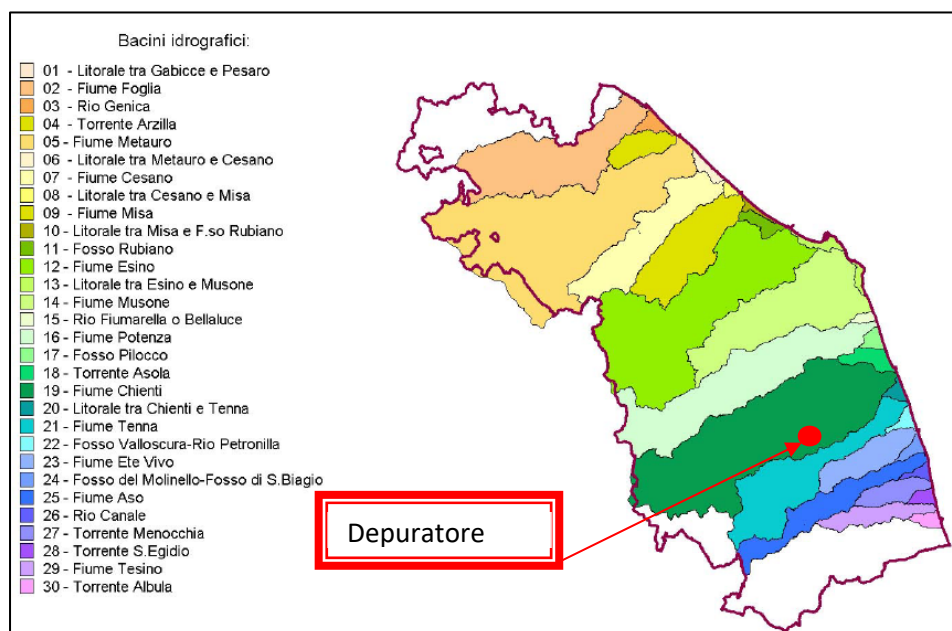 Bacini idrografici:
01 - Litorale tra Gabicce e Pesaro
02 - Fiume Foglia
03 - Rio Genica
04 - Torrente Arzilla
05 - Fiume Metauro
06 - Litorale tra Metauro e Cesano
07 - Fiume Cesano
08 - Litorale tra Cesano e Misa
09 - Fiume Misa
10 - Litorale tra Misa e F.so Rubiano
11 - Fosso Rubiano
12 - Fiume Esino
13 - Litorale tra Esino e Musone
14 - Fiume Musone
15 - Rio Fiumarella o Bellaluce
16 - Fiume Potenza
17 - Fosso Pilocco
18 - Torrente Asola
19 - Fiume Chienti
20 - Litorale tra Chienti e Tenna
21 - Fiume Tenna
22 - Fosso Valloscura-Rio Petronilla
23 - Fiume Ete Vivo
24 - Fosso del Molinello-Fosso di S.Biagio
25 - Fiume Aso
26 - Rio Canale
27 - Torrente Menocchia
28 - Torrente S.Egidio
29 - Fiume Tesino
30 - Torrente Albula
Depuratore